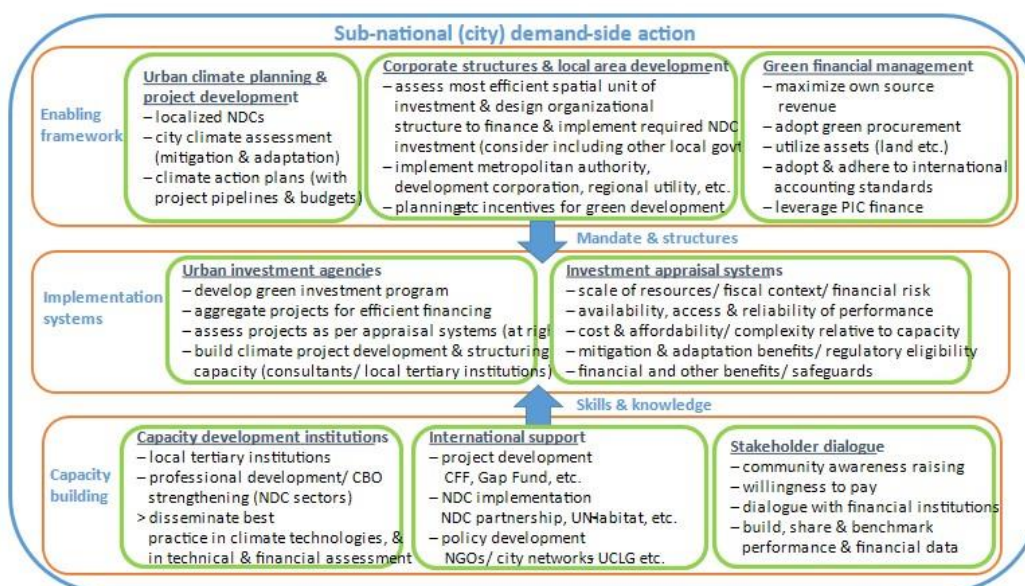 Sub-national (city) demand-side action
Enabling
framework
Urban climate planning &
project development
– localized NDCs
– city climate assessment
(mitigation & adaptation)
– climate action plans (with
project pipelines & budgets)
Corporate structures & local area development
– assess most efficient spatial unit of
investment & design organizational
structure to finance & implement required NDC
investment (consider including other local govt
– implement metropolitan authority,
development corporation, regional utility, etc.
– planning etc incentives for green development
Green financial management
– maximize own source
revenue
– adopt green procurement
– utilize assets (land etc.)
– adopt & adhere to international
accounting standards
– leverage PIC finance
Mandate & structures
Implementation
systems
Urban investment agencies
– develop green investment program
– aggregate projects for efficient financing
– assess projects as per appraisal systems (at righ
– build climate project development & structuring
capacity (consultants/ local tertiary institutions)
Investment appraisal systems
– scale of resources/ fiscal context/ financial risk
– availability, access & reliability of performance
– cost & affordability/ complexity relative to capacity
– mitigation & adaptation benefits/ regulatory eligibility
– financial and other benefits/ safeguards
Skills & knowledge
Capacity
building
Capacity development institutions
– local tertiary institutions
– professional development/ CBO
strengthening (NDC sectors)
> disseminate best
practice in climate technologies, &
in technical & financial assessment
International support
– project development
CFF, Gap Fund, etc.
– NDC implementation
NDC partnership, UN-Habitat, etc.
– policy development
NGOs/ city networks UCLG etc.
Stakeholder dialogue
– community awareness raising
– willingness to pay
– dialogue with financial institutions
– build, share & benchmark
performance & financial data